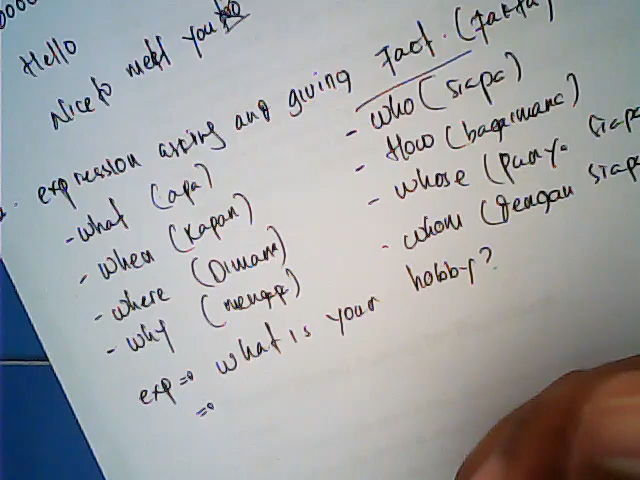 Hello
Nice to meet you too
expression asking and giving Fact. (Fakta)
- what (apa)
- when (Kapan)
- where (Dimana)
- why (mengapa)
- who (siapa)
- How (bagaimana)
- whose (punya siapa
- whom (dengan siapa
exp => what is your hobby?
=>